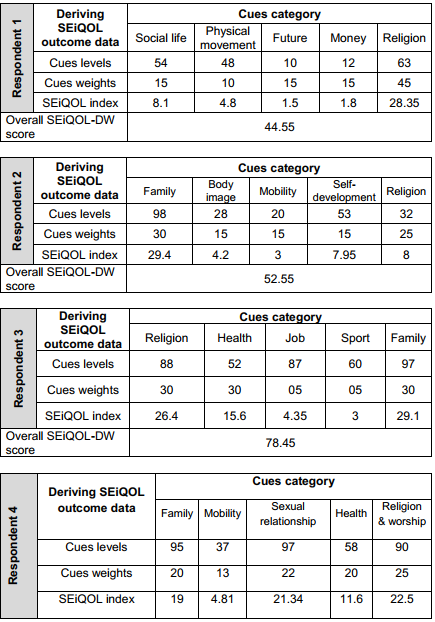 Respondent 1
Deriving SEiQOL outcome data
Cues category
Social life Physical movement Future Money Religion
Cues levels 54 48 10 12 63
Cues weights 15 10 15 15 45
SEiQOL index 8.1 4.8 1.5 1.8 28.35
Overall SEiQOL-DW score 44.55
Respondent 2
Deriving SEiQOL outcome data
Cues category
Family Body image Mobility Self-development Religion
Cues levels 98 28 20 53 32
Cues weights 30 15 15 15 25
SEiQOL index 29.4 4.2 3 7.95 8
Overall SEiQOL-DW score 52.55
Respondent 3
Deriving SEiQOL outcome data
Cues category
Religion Health Job Sport Family
Cues levels 88 52 87 60 97
Cues weights 30 30 05 05 30
SEiQOL index 26.4 15.6 4.35 3 29.1
Overall SEiQOL-DW score 78.45
Respondent 4
Deriving SEiQOL outcome data
Cues category
Family Mobility Sexual relationship Health Religion & worship
Cues levels 95 37 97 58 90
Cues weights 20 13 22 20 25
SEiQOL index 19 4.81 21.34 11.6 22.5